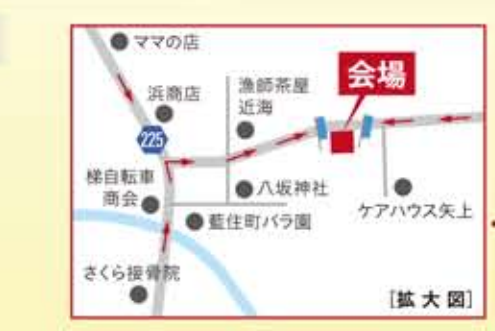 ママの店
浜商店
漁師茶屋
近海
会場
225
梯自転車
商会
八坂神社
ケアハウス矢上
藍住町バラ園
さくら接骨院
[拡大図]